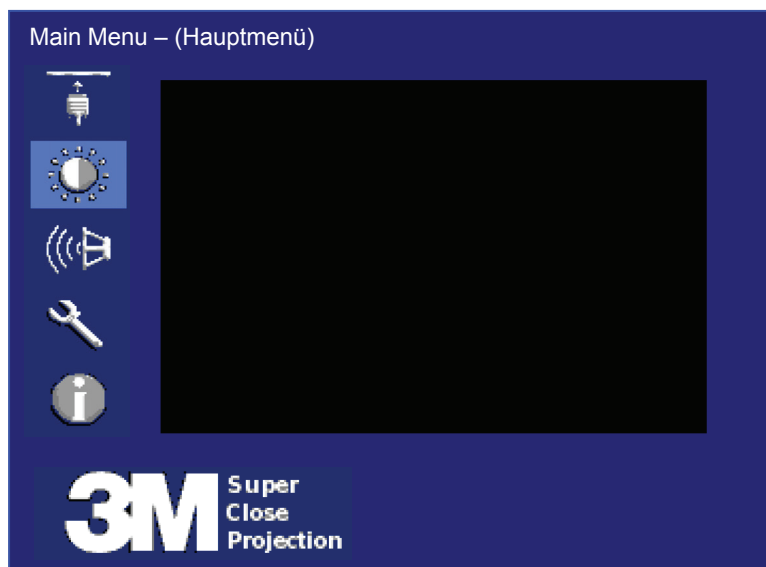 Main Menu – (Hauptmenü)
3M
Super
Close
Projection